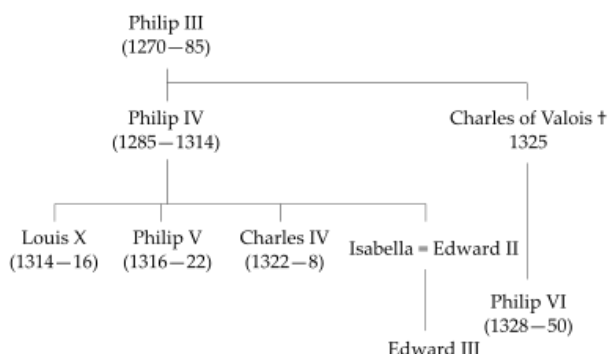 Philip III
(1270—85)
Philip IV
(1285—1314)
Charles of Valois †
1325
Louis X
(1314—16)
Philip V
(1316—22)
Charles IV
(1322—8)
Isabella = Edward II
Philip VI
(1328—50)
Edward III